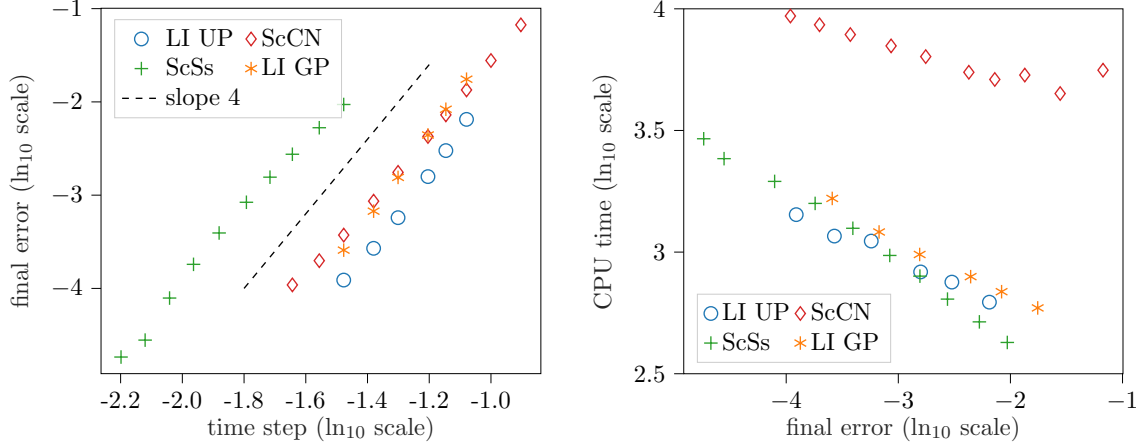 −1
−2
−3
−4
final error (ln10 scale)
LI UP
ScCN
ScSs
LI GP
slope 4
-2.2 -2.0 -1.8 -1.6 -1.4 -1.2 -1.0
time step (ln10 scale)
4
3.5
3
2.5
CPU time (ln10 scale)
LI UP
ScCN
ScSs
LI GP
−4 −3 −2 −1
final error (ln10 scale)